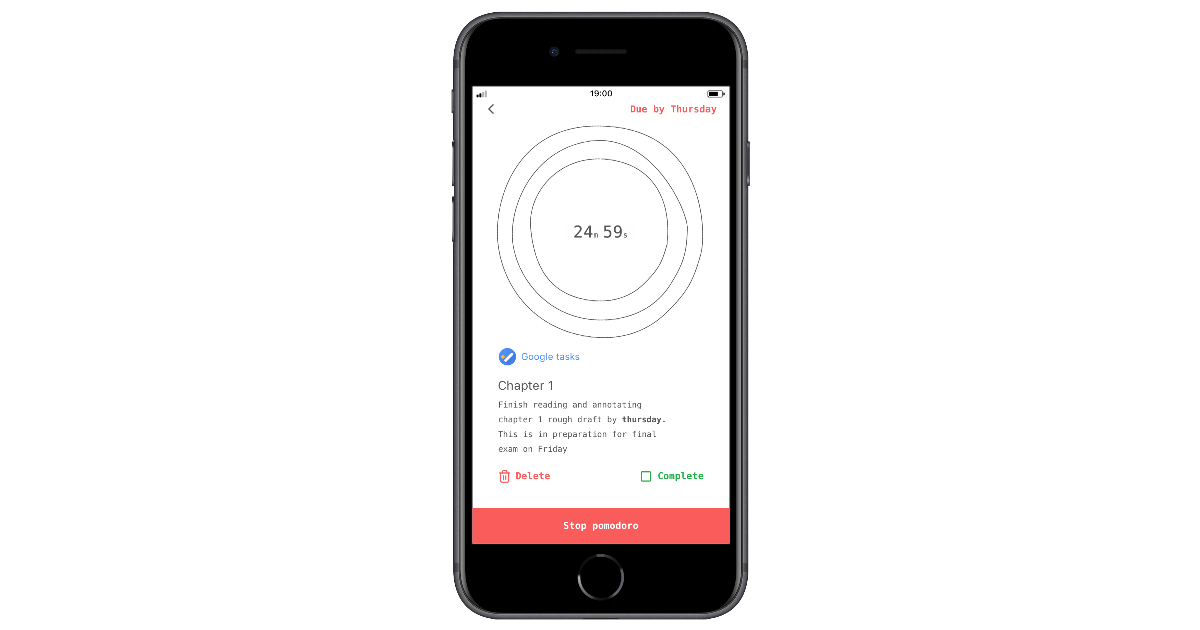 19:00
Due by Thursday
24m 59s
Google tasks
Chapter 1
Finish reading and annotating
chapter 1 rough draft by thursday.
This is in preparation for final
exam on Friday
Delete
Complete
Stop pomodoro